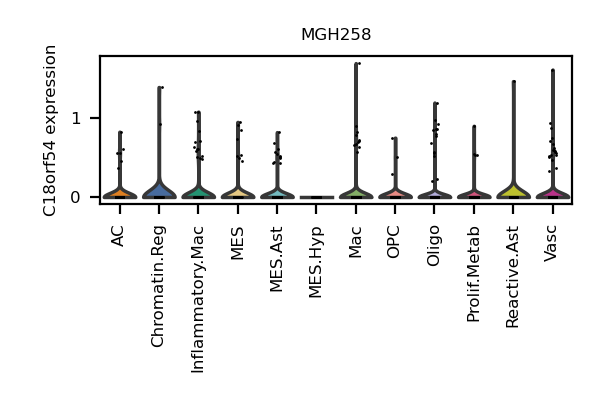 MGH258
C18orf54 expression
1
0
AC
Chromatin.Reg
Inflammatory.Mac
MES
MES.Ast
MES.Hyp
Mac
OPC
Oligo
Prolif.Metab
Reactive.Ast
Vasc